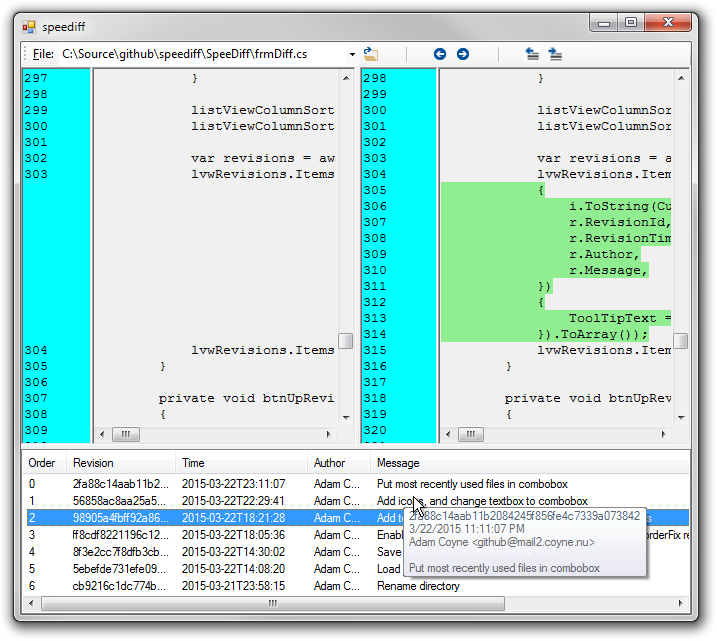 speediff
File: C:\Source\github\speediff\SpeeDiff\frmDiff.cs
297 }
298
299 listViewColumnSort
300 listViewColumnSort
301
302 var revisions = aw
303 lvwRevisions.Items
304 lvwRevisions.Items
305 }
306
307 private void btnUpRevi
308 {
309
298 }
299
300 listViewColumnSor
301 listViewColumnSor
302
303 var revisions = a
304 lvwRevisions.Item
305 {
306 i.ToString(Cu
307 r.RevisionId,
308 r.RevisionTim
309 r.Author,
310 r.Message,
311 })
312 {
313 ToolTipText =
314 }).ToArray());
315 lvwRevisions.Item
316 }
317
318 private void btnUpRev
319 {
320
Order Revision Time Author Message
0 2fa88c14aab11b2... 2015-03-22T23:11:07 Adam C... Put most recently used files in combobox
1 56858ac8aa25a5... 2015-03-22T22:29:41 Adam C... Add icons, and change textbox to combobox
2 98905a4fbff92a86... 2015-03-22T18:21:28 Adam C... Add
3 ff8cdf8221196c12... 2015-03-22T18:05:36 Adam C... orderFix re
4 8f3e2cc7f8dfb3cb... 2015-03-22T14:30:02 Adam C... Save
5 5ebefde731efe09... 2015-03-22T14:08:20 Adam C... Load
6 cb9216c1dc774b... 2015-03-21T23:58:15 Adam C... Rename directory
2fa88c14aab11b2084245f856fe4c7339a073842
3/22/2015 11:11:07 PM
Adam Coyne <github@mail2.coyne.nu>
Put most recently used files in combobox